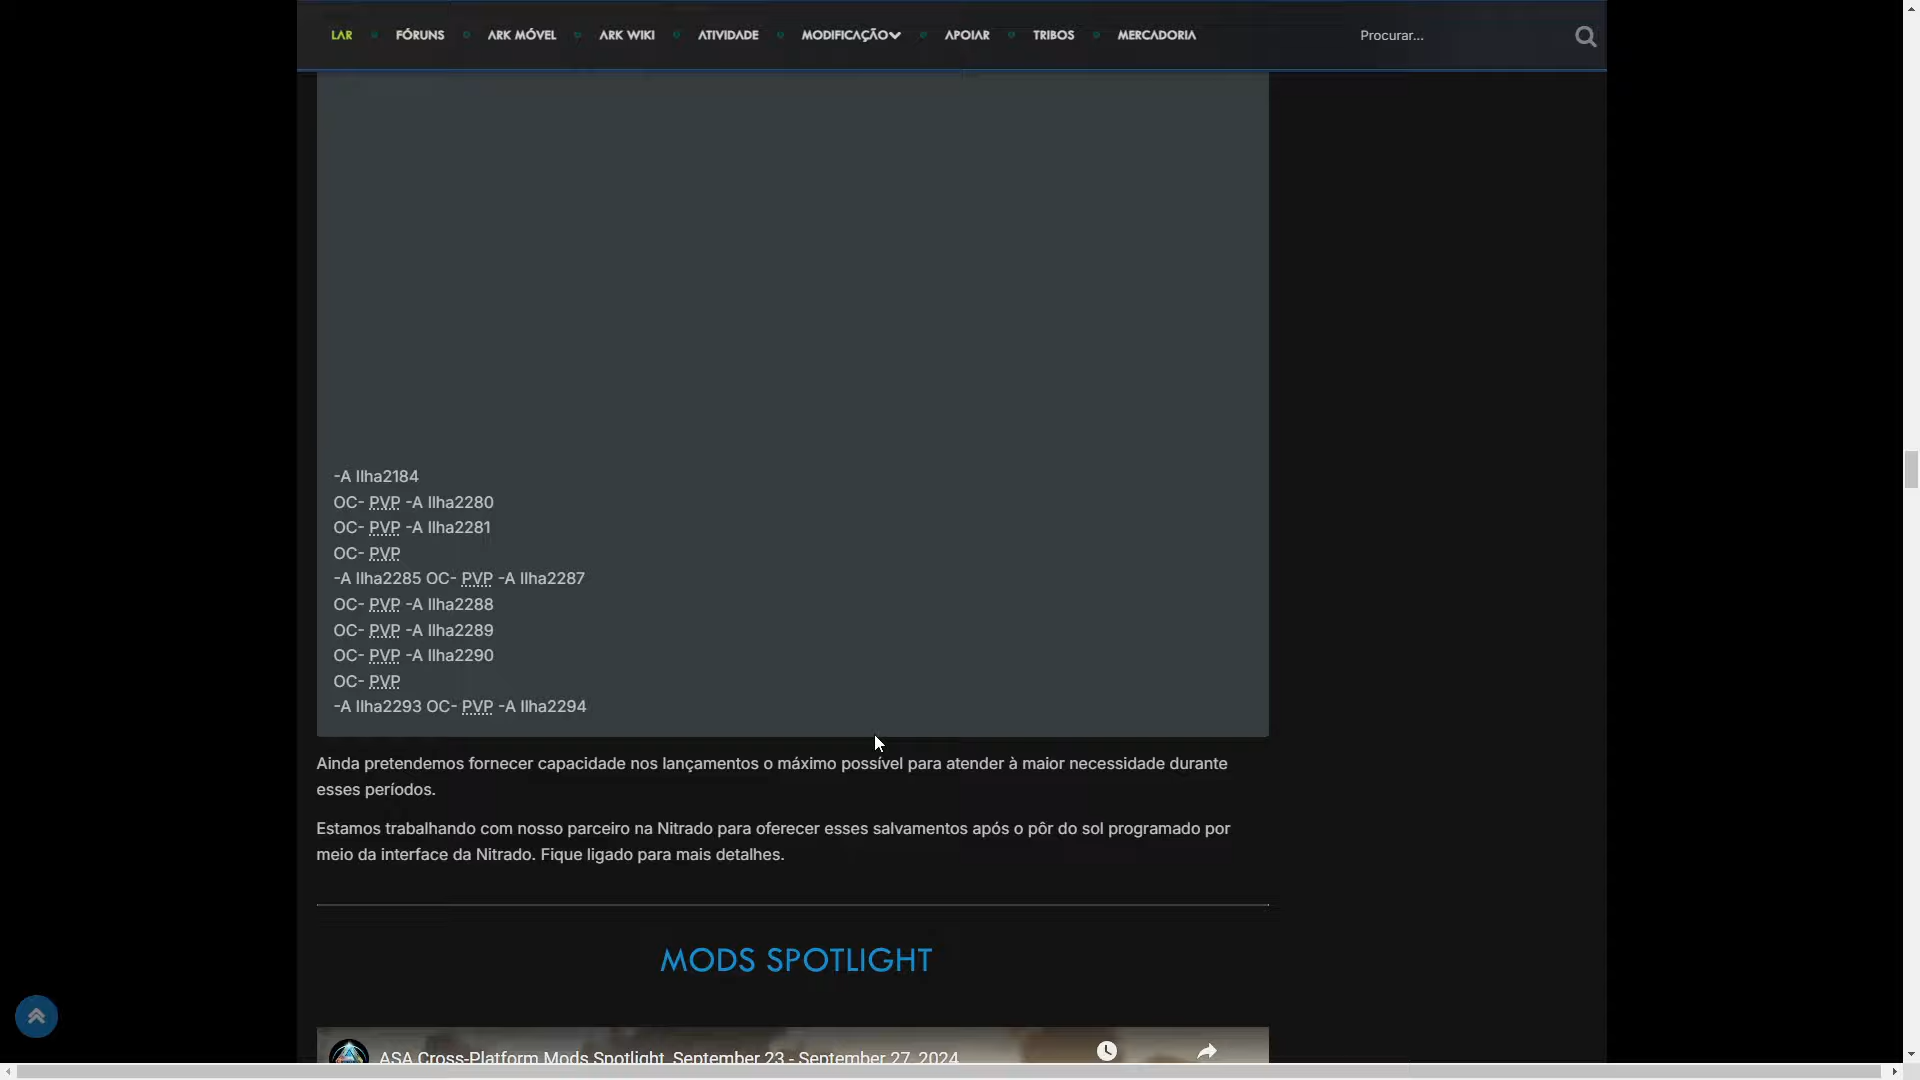 LAR FÓRUNS ARK MÓVEL ARK WIKI ATIVIDADE MODIFICAÇÃO APOIAR TRIBOS MERCADORIA Procurar...
-A Ilha2184
OC- PVP -A Ilha2280
OC- PVP -A Ilha2281
OC- PVP
-A Ilha2285 OC- PVP -A Ilha2287
OC- PVP -A Ilha2288
OC- PVP -A Ilha2289
OC- PVP -A Ilha2290
OC- PVP
-A Ilha2293 OC- PVP -A Ilha2294
Ainda pretendemos fornecer capacidade nos lançamentos o máximo possível para atender à maior necessidade durante
esses períodos.
Estamos trabalhando com nosso parceiro na Nitrado para oferecer esses salvamentos após o pôr do sol programado por
meio da interface da Nitrado. Fique ligado para mais detalhes.
MODS SPOTLIGHT
ASA Cross-Platform Mods Spotlight, September 23 - September 27, 2024